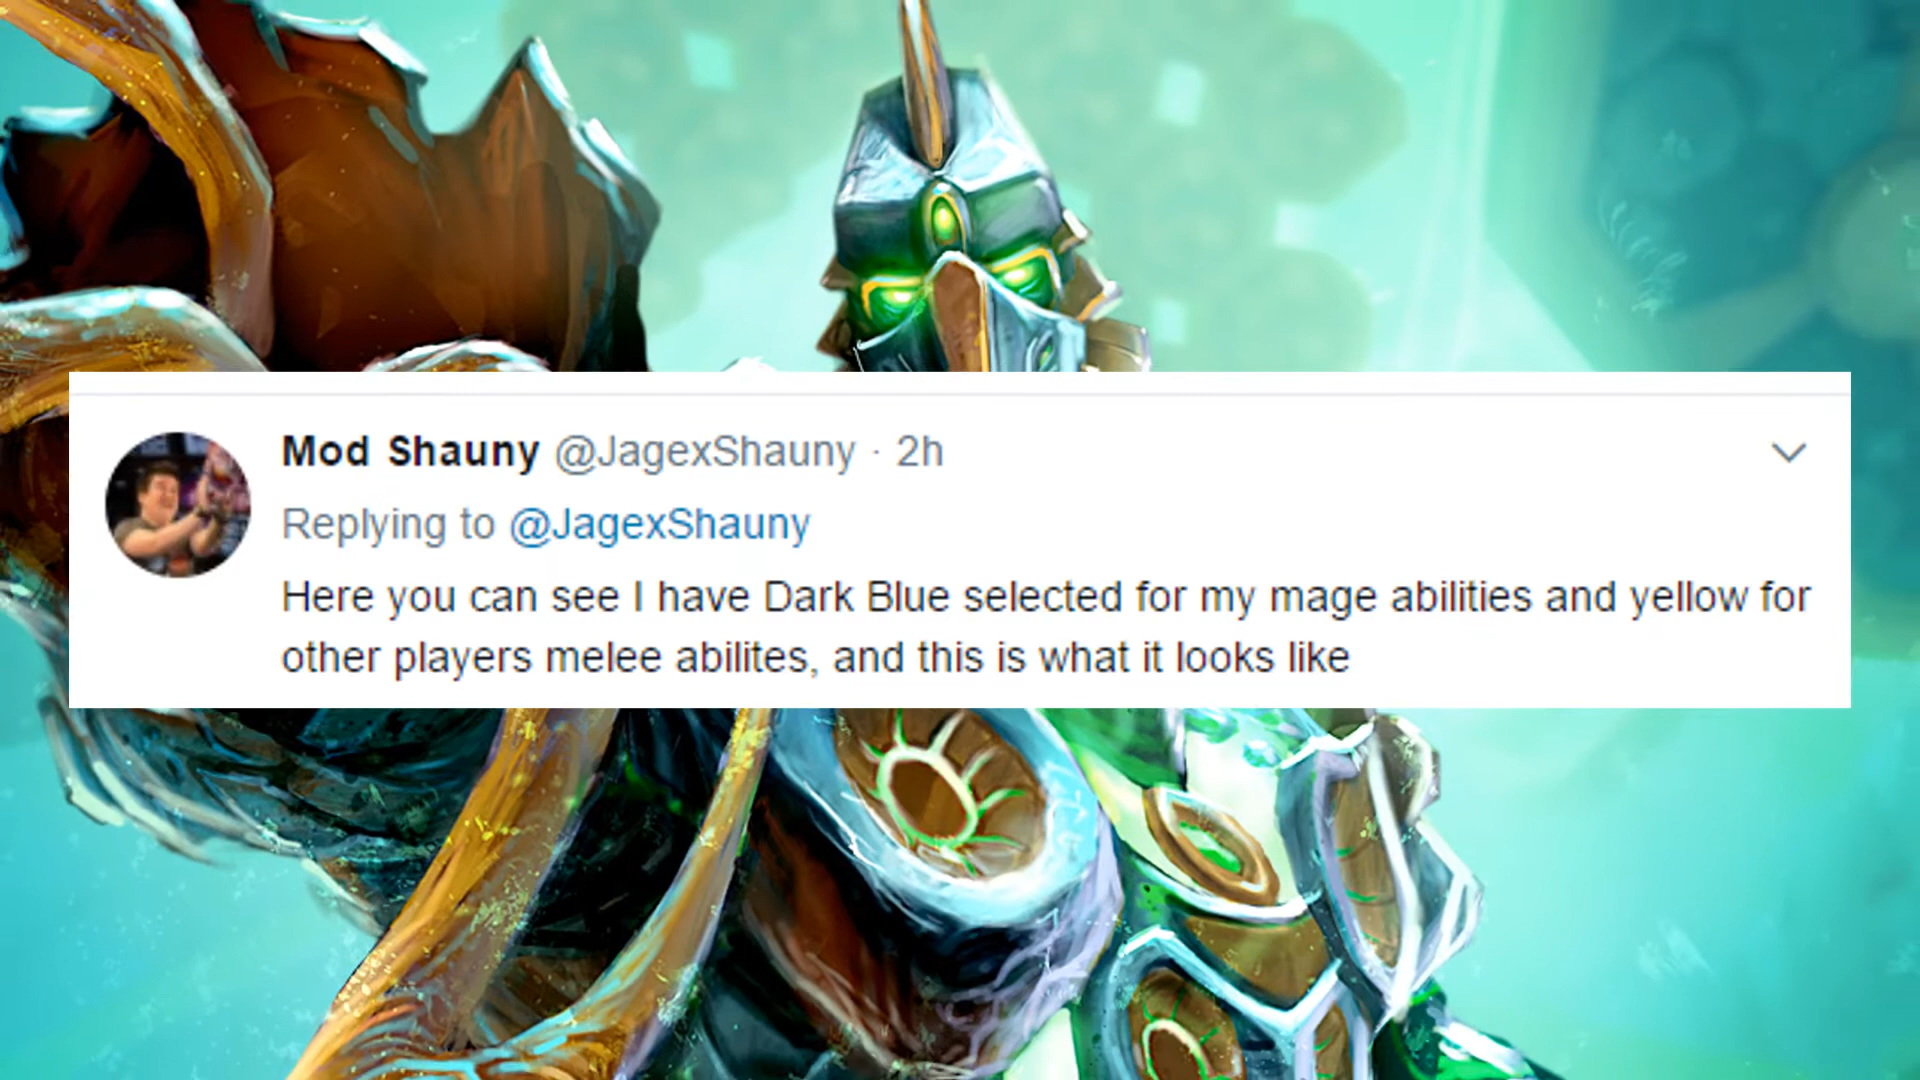 Mod Shauny @JagexShauny · 2h
Replying to @JagexShauny
Here you can see I have Dark Blue selected for my mage abilities and yellow for
other players melee abilites, and this is what it looks like